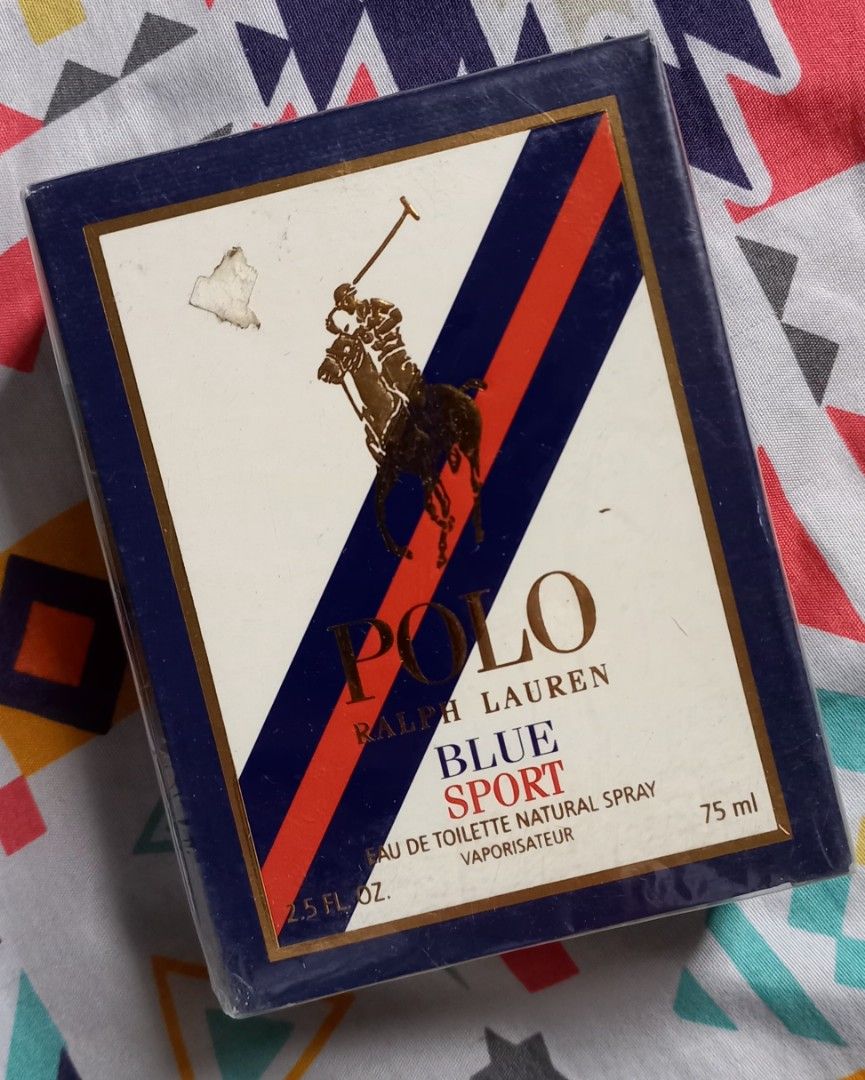 POLO
RALPH LAUREN
BLUE
SPORT
EAU DE TOILETTE NATURAL SPRAY
VAPORISATEUR
75 ml
2.5 FL. OZ.